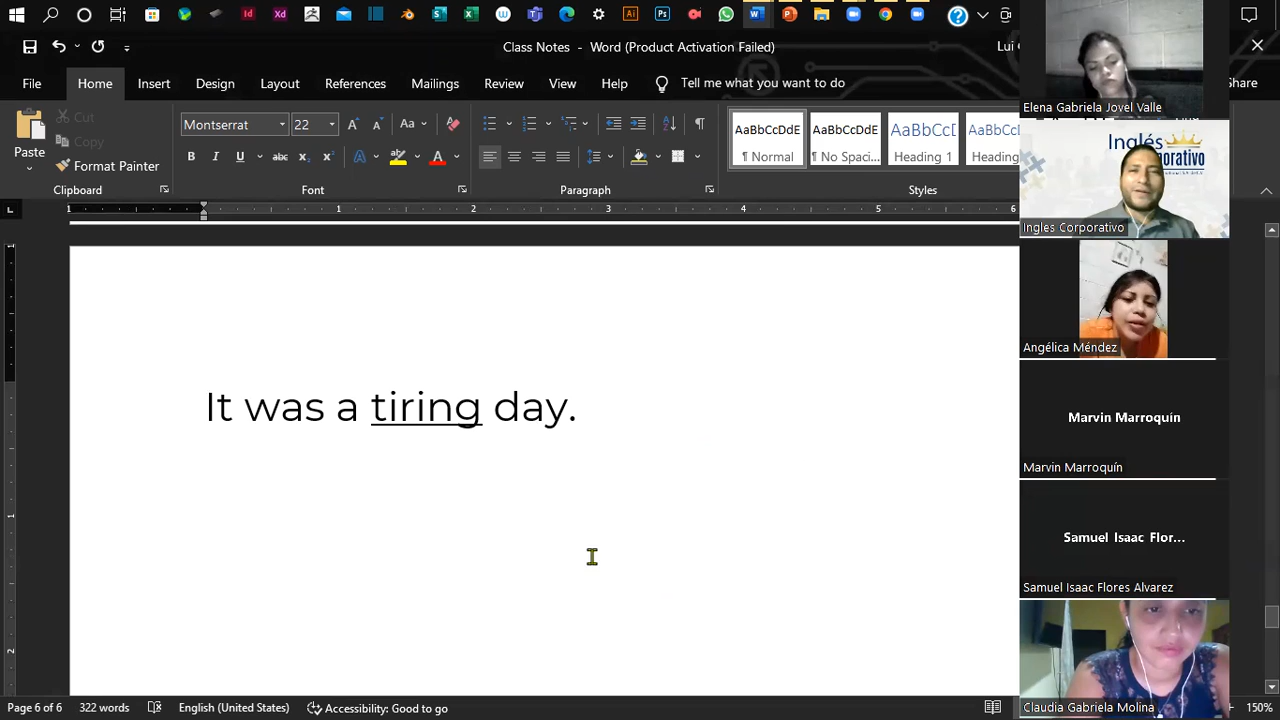 Class Notes - Word (Product Activation Failed)
Lui
File Home Insert Design Layout References Mailings Review View Help Tell me what you want to do
Share
Paste
Cut
Copy
Format Painter
Clipboard
Montserrat 22
Font
Paragraph
AaBbCcDdE AaBbCcDdE AaBbC
¶ Normal ¶ No Spaci... Heading 1 Heading
Styles
It was a tiring day.
Elena Gabriela Jovel Valle
Inglés
Ingles Corporativo
Angélica Méndez
Marvin Marroquín
Marvin Marroquín
Samuel Isaac Flor...
Samuel Isaac Flores Alvarez
Claudia Gabriela Molina
Page 6 of 6 322 words English (United States) Accessibility: Good to go 150%